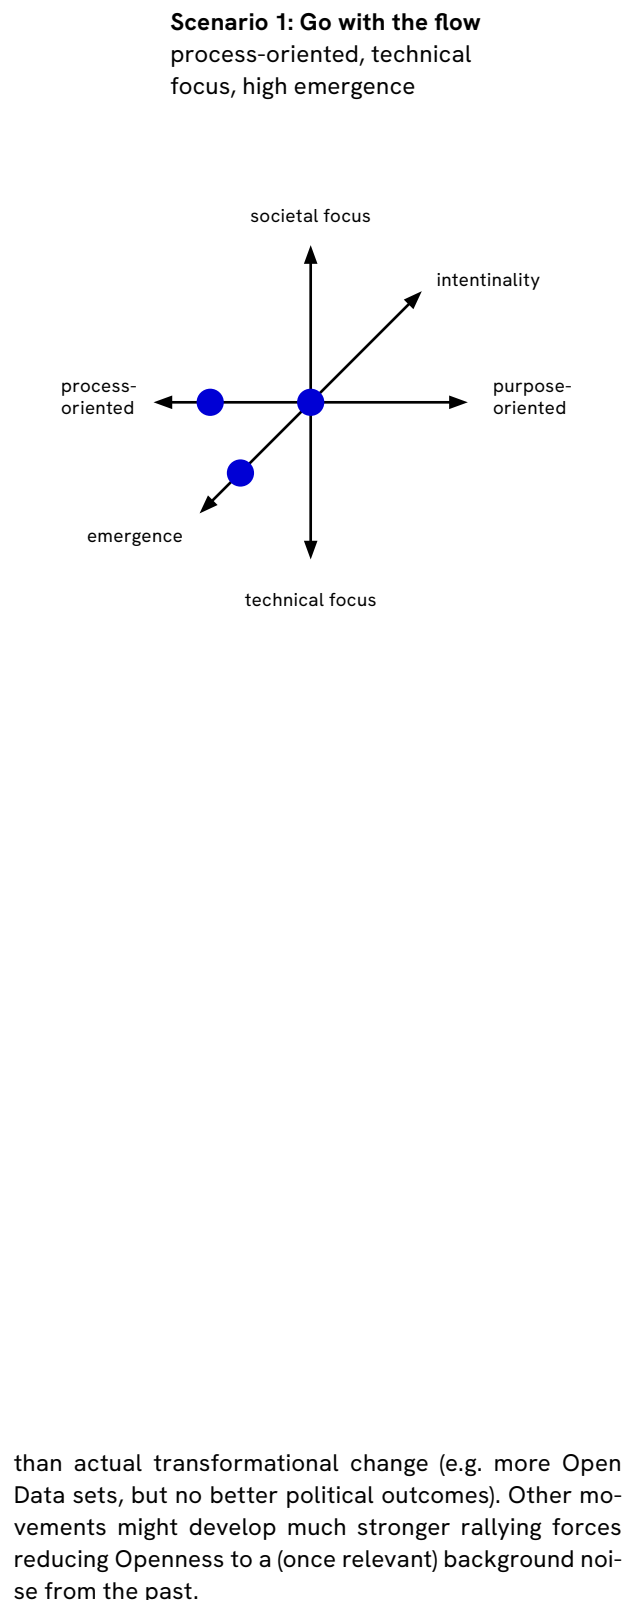 Scenario 1: Go with the flow
process-oriented, technical
focus, high emergence
societal focus
intentinality
process-
oriented
purpose-
oriented
emergence
technical focus
than actual transformational change (e.g. more Open
Data sets, but no better political outcomes). Other mo-
vements might develop much stronger rallying forces
reducing Openness to a (once relevant) background noi-
se from the past.